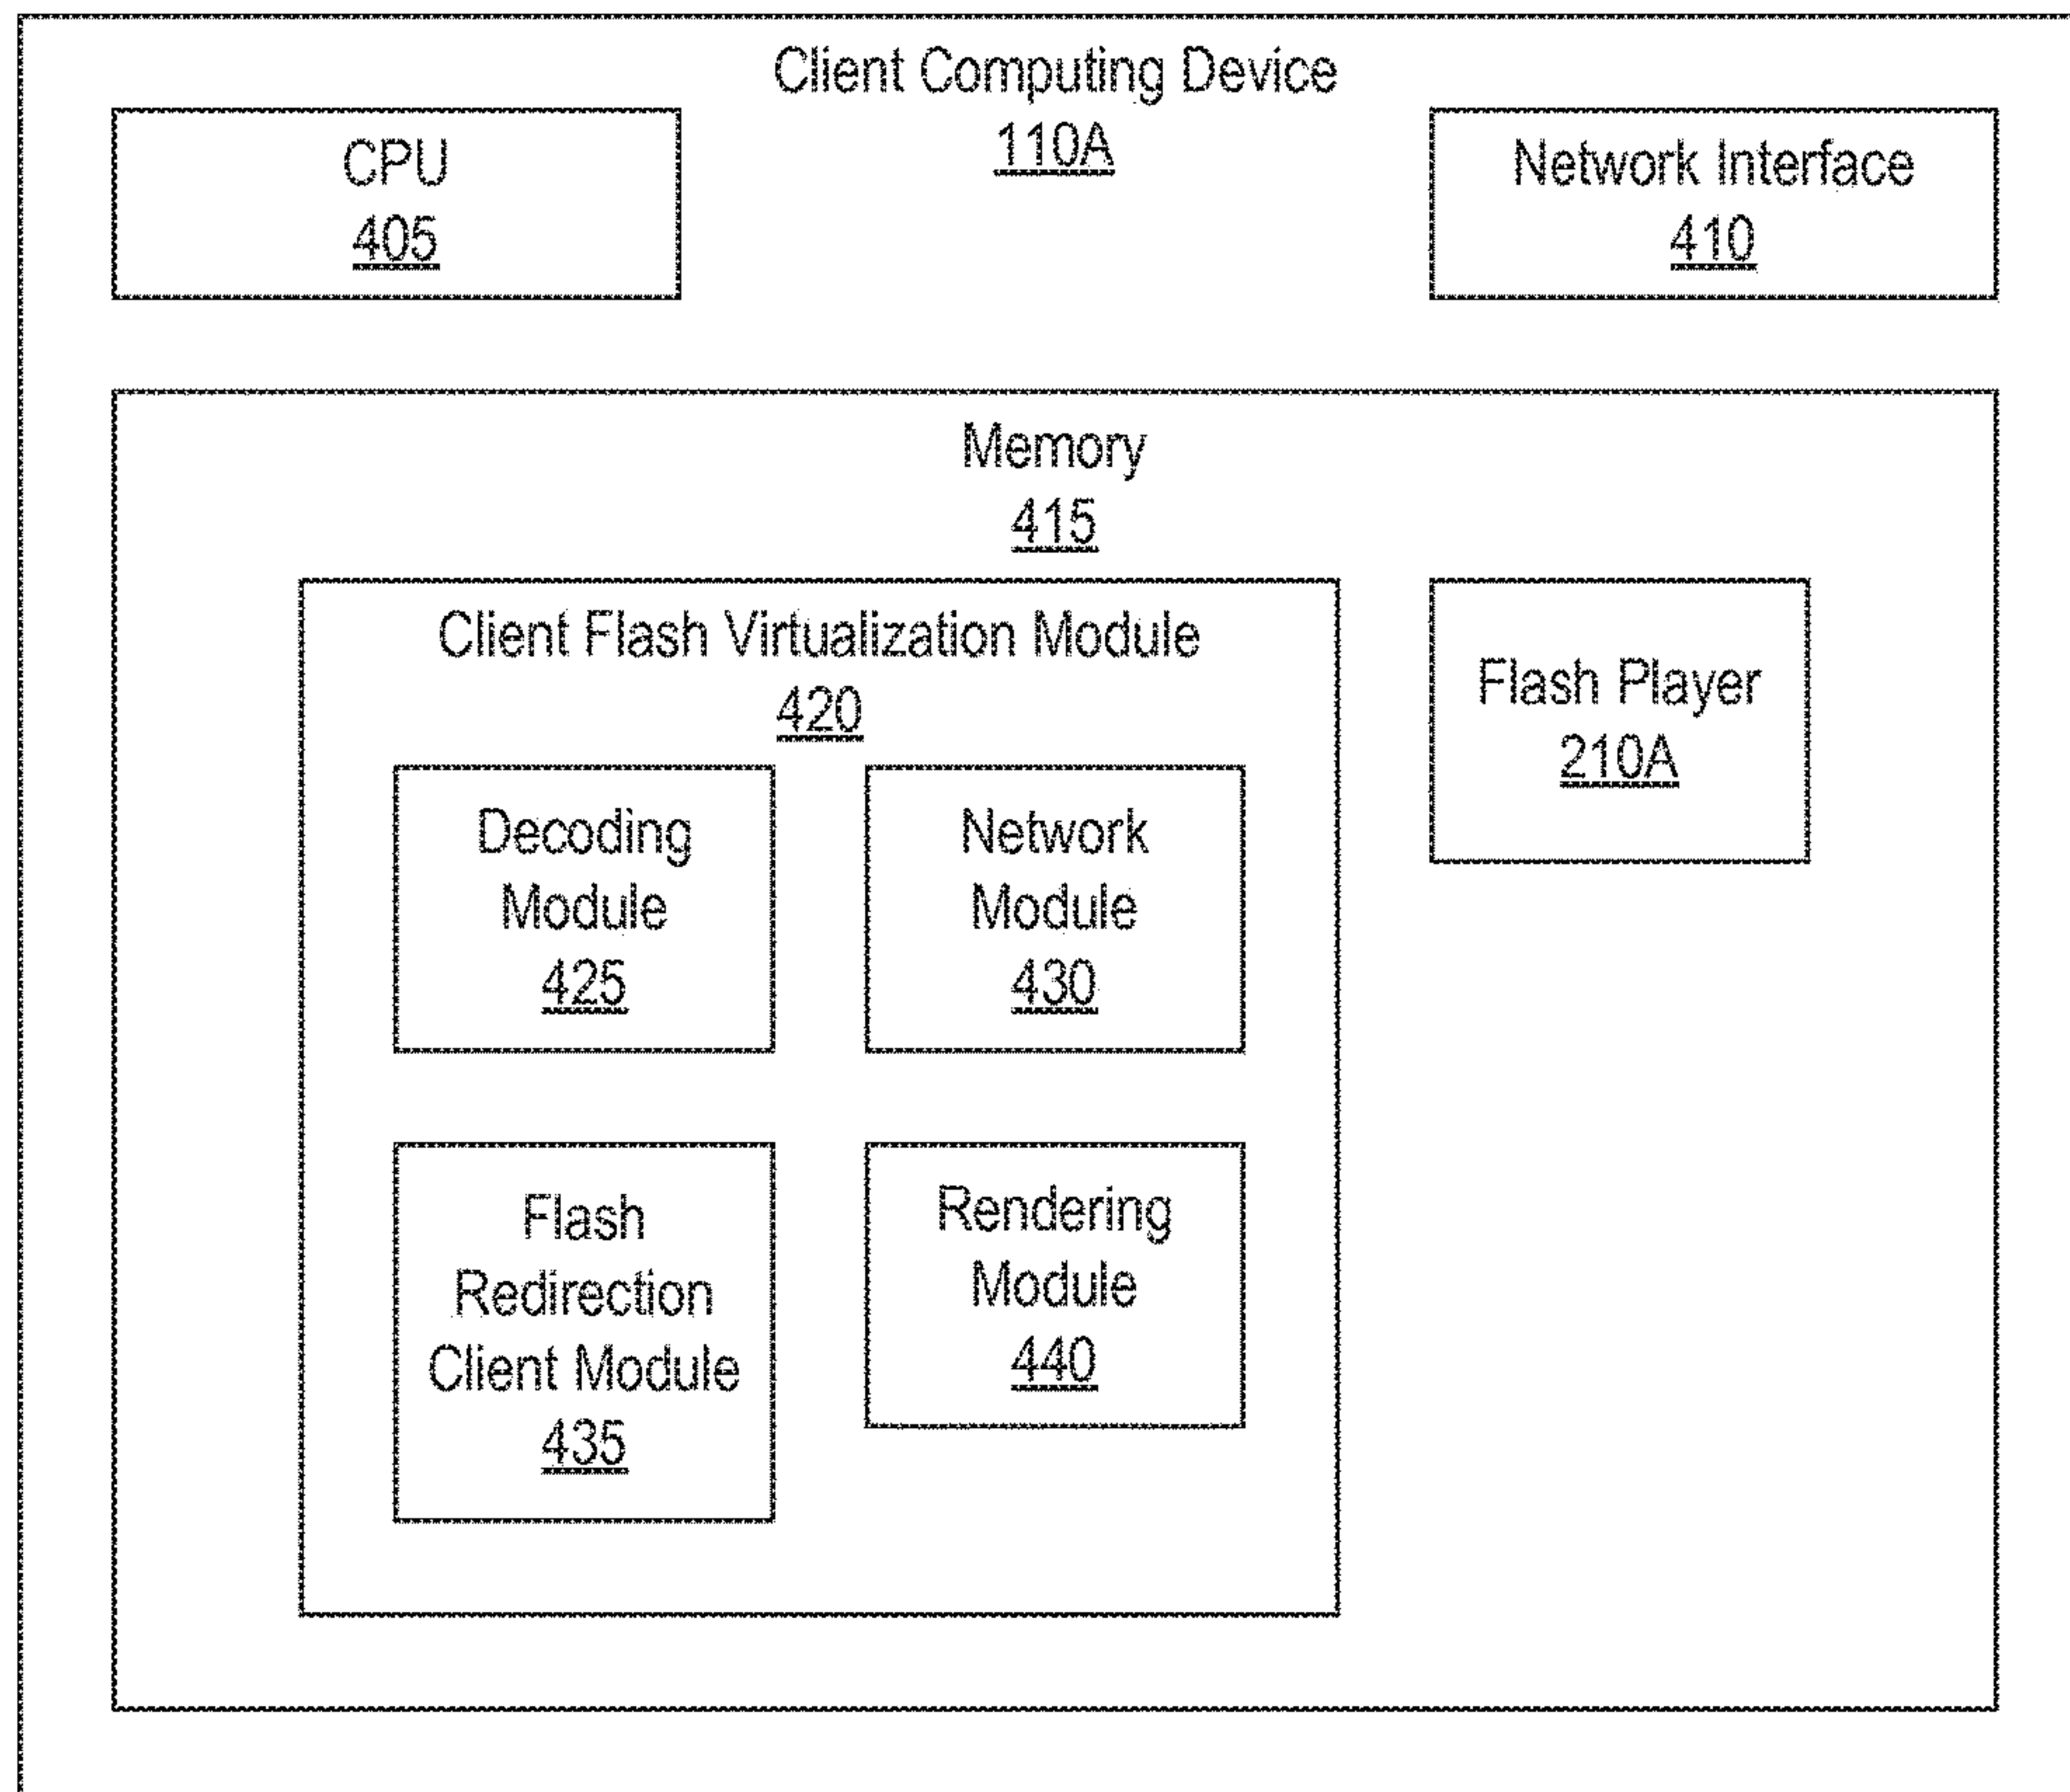 Client Computing Device
110A
CPU
405
Network Interface
410
Memory
415
Client Flash Virtualization Module
420
Decoding
Module
425
Network
Module
430
Flash
Redirection
Client Module
435
Rendering
Module
440
Flash Player
210A